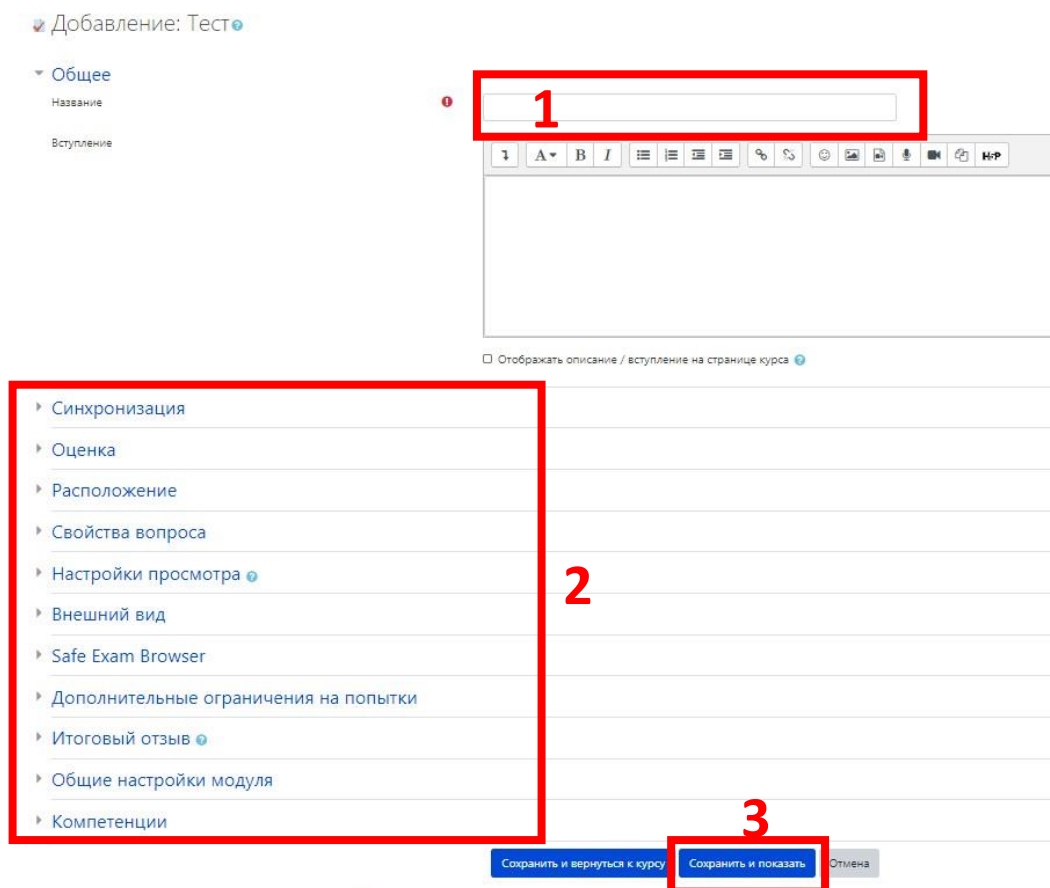 Добавление: Тест
Общее
Название
1
Вступление
A B I H-P
Отображать описание / вступление на странице курса
Синхронизация
Оценка
Расположение
Свойства вопроса
Настройки просмотра
2
Внешний вид
Safe Exam Browser
Дополнительные ограничения на попытки
Итоговый отзыв
Общие настройки модуля
Компетенции
3
Сохранить и вернуться к курсу Сохранить и показать Отмена